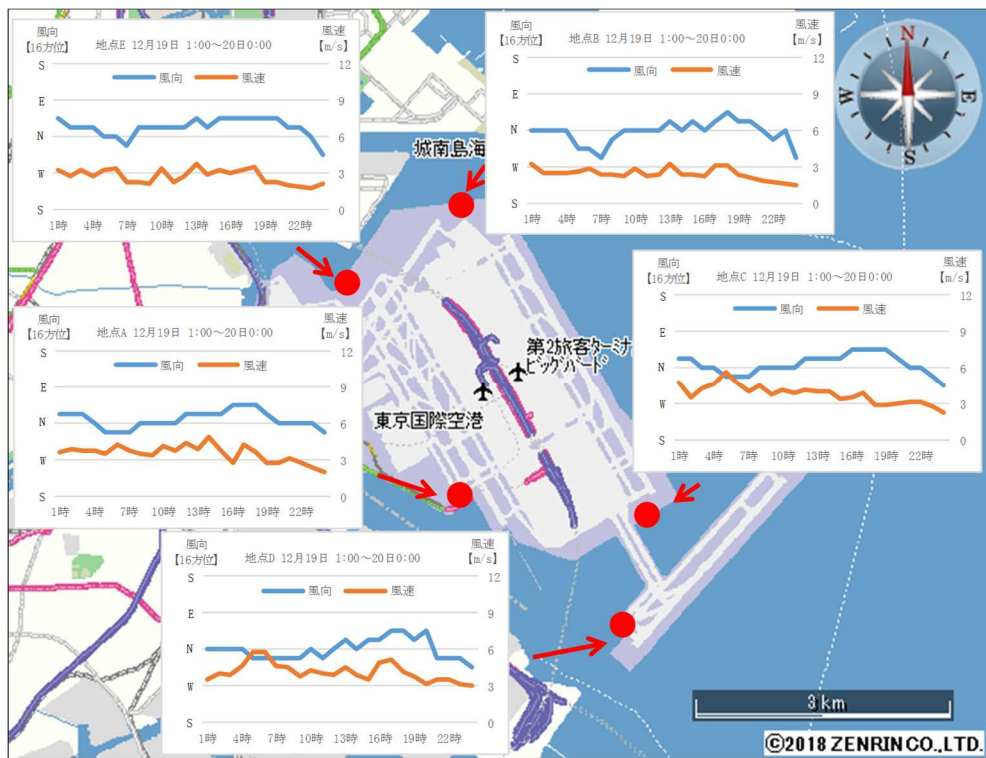 風向
【16方位】
地点E 12月19日 1:00～20日0:00
風速
【m/s】
風向
風速
S
E
N
W
S
12
9
6
3
0
1時 4時 7時 10時 13時 16時 19時 22時
風向
【16方位】
地点B 12月19日 1:00～20日0:00
風速
【m/s】
風向
風速
S
E
N
W
S
12
9
6
3
0
1時 4時 7時 10時 13時 16時 19時 22時
N
W
E
S
城南島海
風向
【16方位】
地点C 12月19日 1:00～20日0:00
風速
【m/s】
風向
風速
S
E
N
W
S
12
9
6
3
0
1時 4時 7時 10時 13時 16時 19時 22時
風向
【16方位】
地点A 12月19日 1:00～20日0:00
風速
【m/s】
風向
風速
S
E
N
W
S
12
9
6
3
0
1時 4時 7時 10時 13時 16時 19時 22時
第2旅客ターミナ
ビッグバード
東京国際空港
風向
【16方位】
地点D 12月19日 1:00～20日0:00
風速
【m/s】
風向
風速
S
E
N
W
S
12
9
6
3
0
1時 4時 7時 10時 13時 16時 19時 22時
3 km
©2018 ZENRIN CO., LTD.